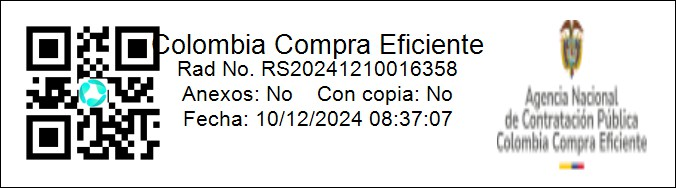 Colombia Compra Eficiente
Rad No. RS20241210016358
Anexos: No Con copia: No
Fecha: 10/12/2024 08:37:07
Agencia Nacional
de Contratación Pública
Colombia Compra Eficiente